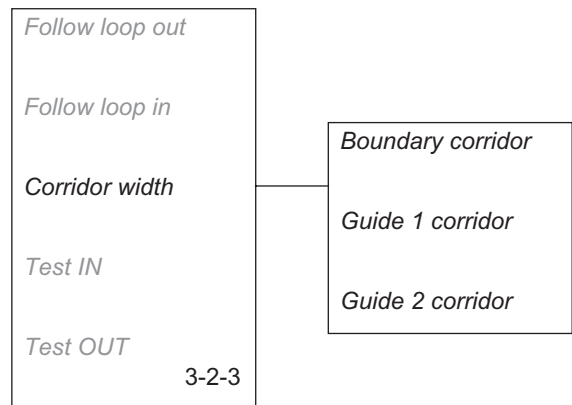 Follow loop out
Follow loop in
Corridor width
Test IN
Test OUT
3-2-3
Boundary corridor
Guide 1 corridor
Guide 2 corridor